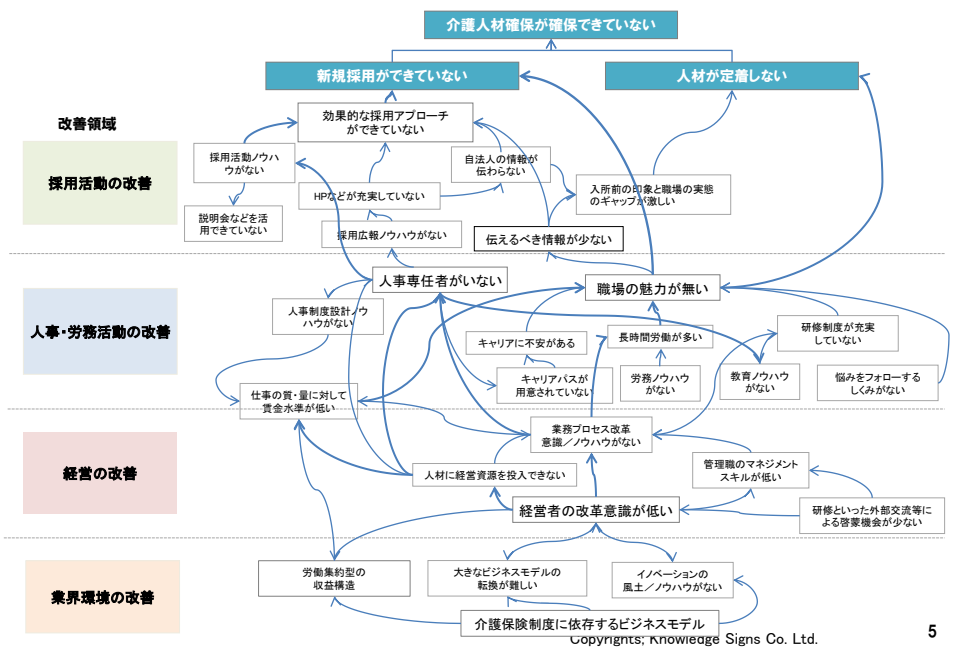 介護人材確保が確保できていない
新規採用ができていない
人材が定着しない
改善領域
効果的な採用アプローチ
ができていない
採用活動の改善
採用活動ノウハ
ウがない
自法人の情報が
伝わらない
HPなどが充実していない
入所前の印象と職場の実態
のギャップが激しい
説明会などを活
用できていない
採用広報ノウハウがない
伝えるべき情報が少ない
人事専任者がいない
職場の魅力が無い
人事・労務活動の改善
人事制度設計ノウ
ハウがない
キャリアに不安がある
長時間労働が多い
研修制度が充実
していない
キャリアパスが
用意されていない
労務ノウハウ
がない
教育ノウハウ
がない
悩みをフォローする
しくみがない
仕事の質・量に対して
賃金水準が低い
経営の改善
業務プロセス改革
意識／ノウハウがない
人材に経営資源を投入できない
管理職のマネジメント
スキルが低い
経営者の改革意識が低い
研修といった外部交流等に
よる啓蒙機会が少ない
業界環境の改善
労働集約型の
収益構造
大きなビジネスモデルの
転換が難しい
イノベーションの
風土／ノウハウがない
介護保険制度に依存するビジネスモデル
Copyrights; Knowledge Signs Co. Ltd.
5